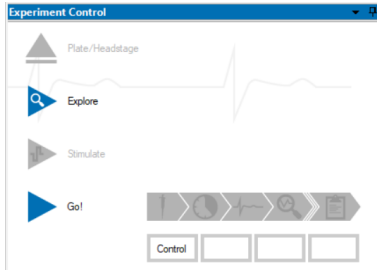 Experiment Control
Plate/Headstage
Explore
Stimulate
Go!
Control